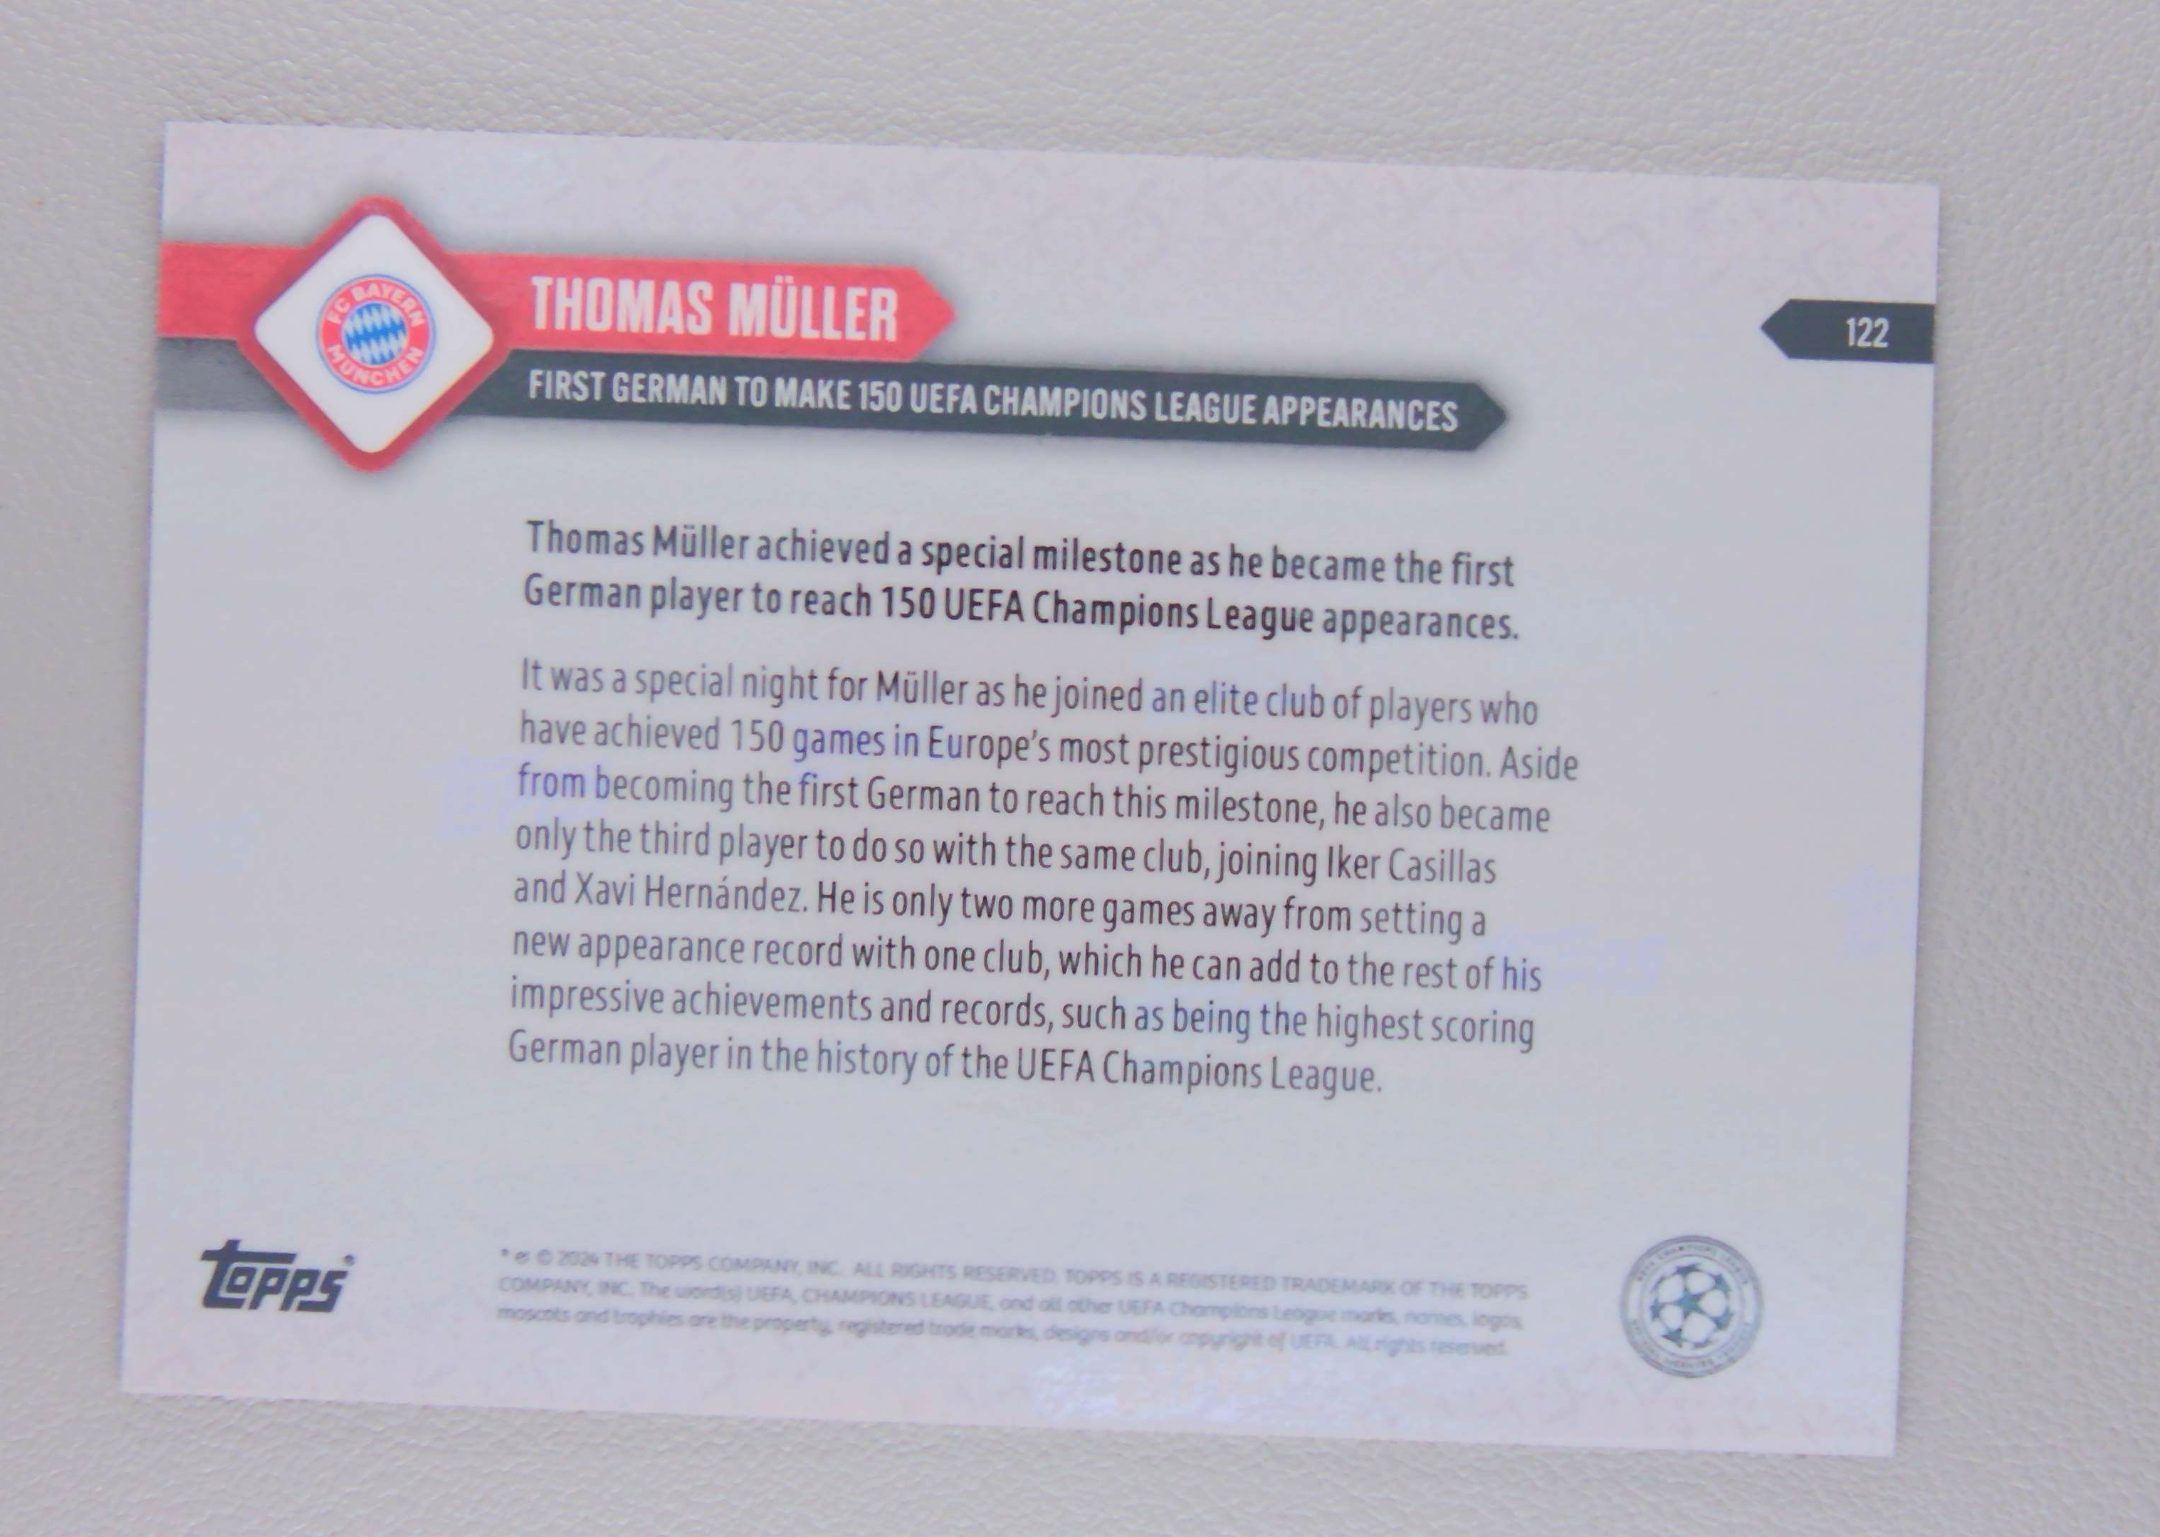 FC BAYERN
MÜNCHEN
THOMAS MÜLLER
122
FIRST GERMAN TO MAKE 150 UEFA CHAMPIONS LEAGUE APPEARANCES
Thomas Müller achieved a special milestone as he became the first
German player to reach 150 UEFA Champions League appearances.
It was a special night for Müller as he joined an elite club of players who
have achieved 150 games in Europe's most prestigious competition. Aside
from becoming the first German to reach this milestone, he also became
only the third player to do so with the same club, joining Iker Casillas
and Xavi Hernández. He is only two more games away from setting a
new appearance record with one club, which he can add to the rest of his
impressive achievements and records, such as being the highest scoring
German player in the history of the UEFA Champions League.
Topps®
© 2024 THE TOPPS COMPANY, INC. ALL RIGHTS RESERVED. TOPPS IS A REGISTERED TRADEMARK OF THE TOPPS
COMPANY, INC. The word(s) UEFA, CHAMPIONS LEAGUE, and all other UEFA Champions League marks, names, logos,
mascots and trophies are the property, registered trade marks, designs and/or copyright of UEFA. All rights reserved.